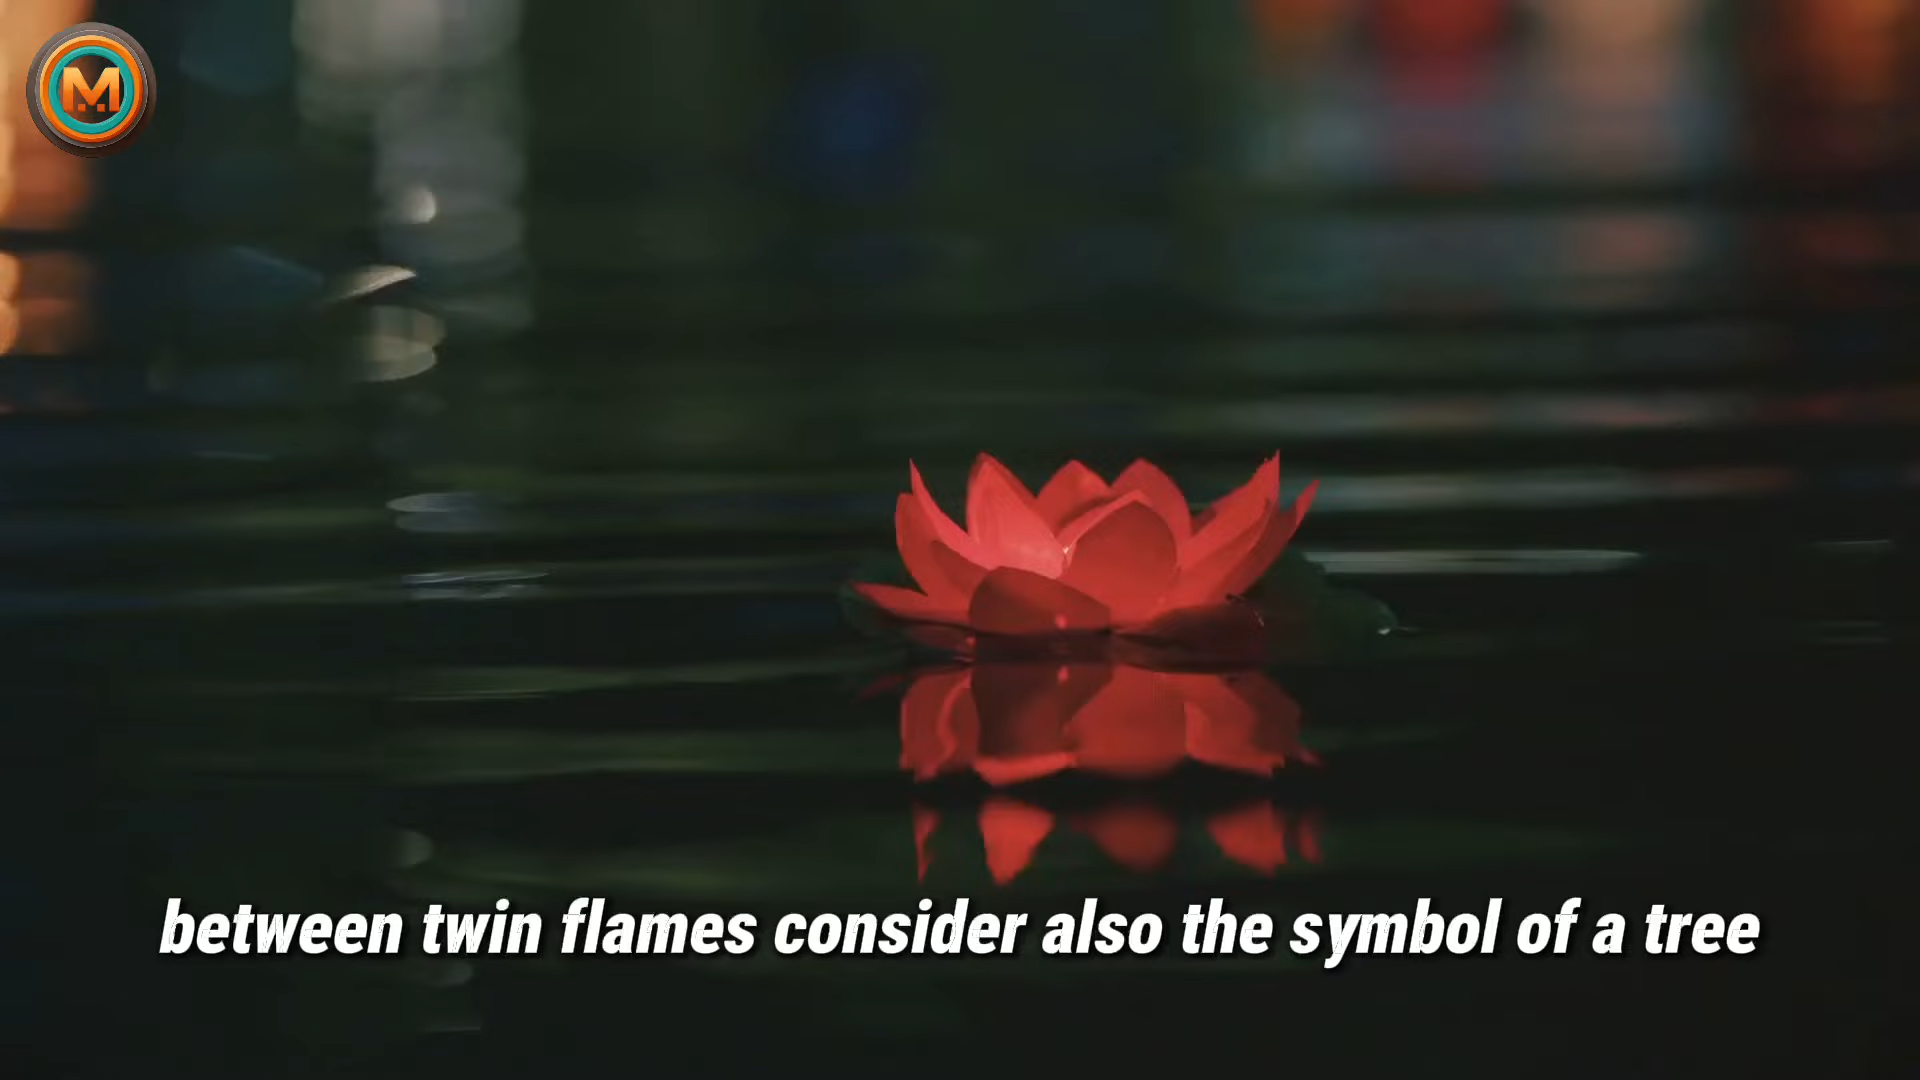 M
between twin flames consider also the symbol of a tree